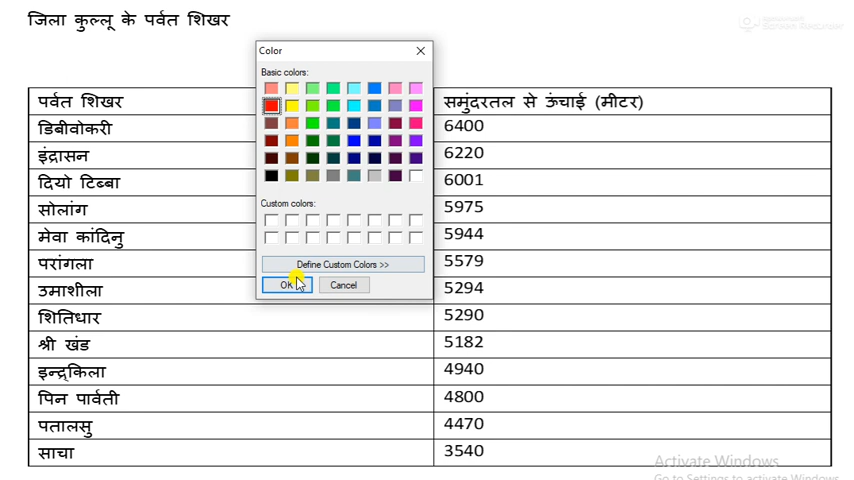 जिला कुल्लू के पर्वत शिखर
Color
Basic colors:
Custom colors:
Define Custom Colors >>
OK
Cancel
पर्वत शिखर समुंदरतल से ऊंचाई (मीटर)
डिबीवोकरी 6400
इंद्रासन 6220
दियो टिब्बा 6001
सोलांग 5975
मेवा कांदिनु 5944
परांगला 5579
उमाशीला 5294
शितिधार 5290
श्री खंड 5182
इन्द्र्किला 4940
पिन पार्वती 4800
पतालसु 4470
साचा 3540
Activate Windows
Go to Settings to activate Windows